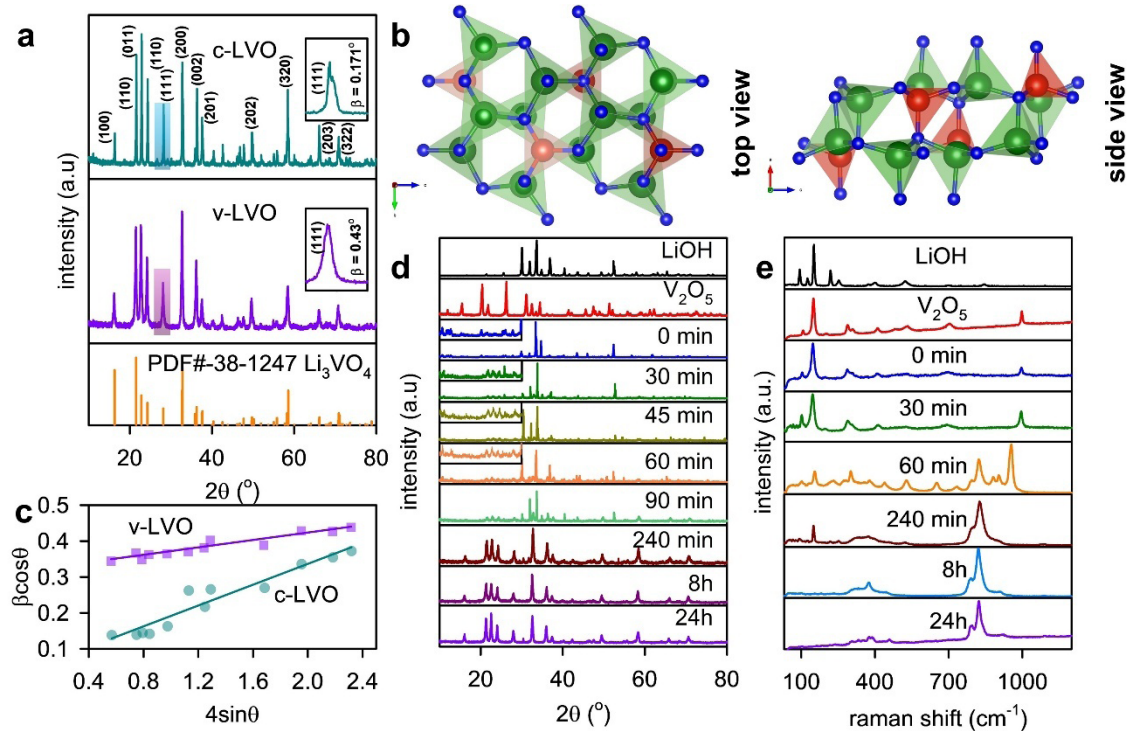 a
c-LVO
(100)
(110)
(011)
(110)
(111)
(200)
(002)
(201)
(202)
(320)
(203)
(322)
(111)
β = 0.171°
v-LVO
(111)
β = 0.43°
PDF#-38-1247 Li₃VO₄
intensity (a.u)
20 40 60 80
2θ (°)
b
top view
side view
c
v-LVO
c-LVO
βcosθ
0.5
0.4
0.3
0.2
0.1
0.4 0.8 1.2 1.6 2.0 2.4
4sinθ
d
LiOH
V₂O₅
0 min
30 min
45 min
60 min
90 min
240 min
8h
24h
intensity (a.u)
20 40 60 80
2θ (°)
e
LiOH
V₂O₅
0 min
30 min
60 min
240 min
8h
24h
intensity (a.u.)
100 400 700 1000
raman shift (cm⁻¹)